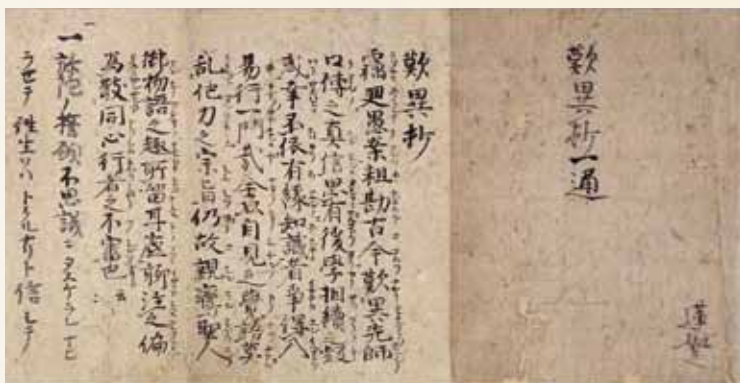 歎異抄一通
蓮如
歎異抄
竊廻愚案粗勘古今歎異先師
口傳之真信思有後學相續之疑
惑幸不依有縁知識者争得入
易行一門哉全以自見之覺語莫
乱他力之宗旨仍故親鸞聖人
御物語之趣所留耳底聊注之偏
為散同心行者之不審也云云
一弥陀ノ誓願不思議ニタスケラレマヒ
ラセテ往生ヲハトクルナリト信シテ